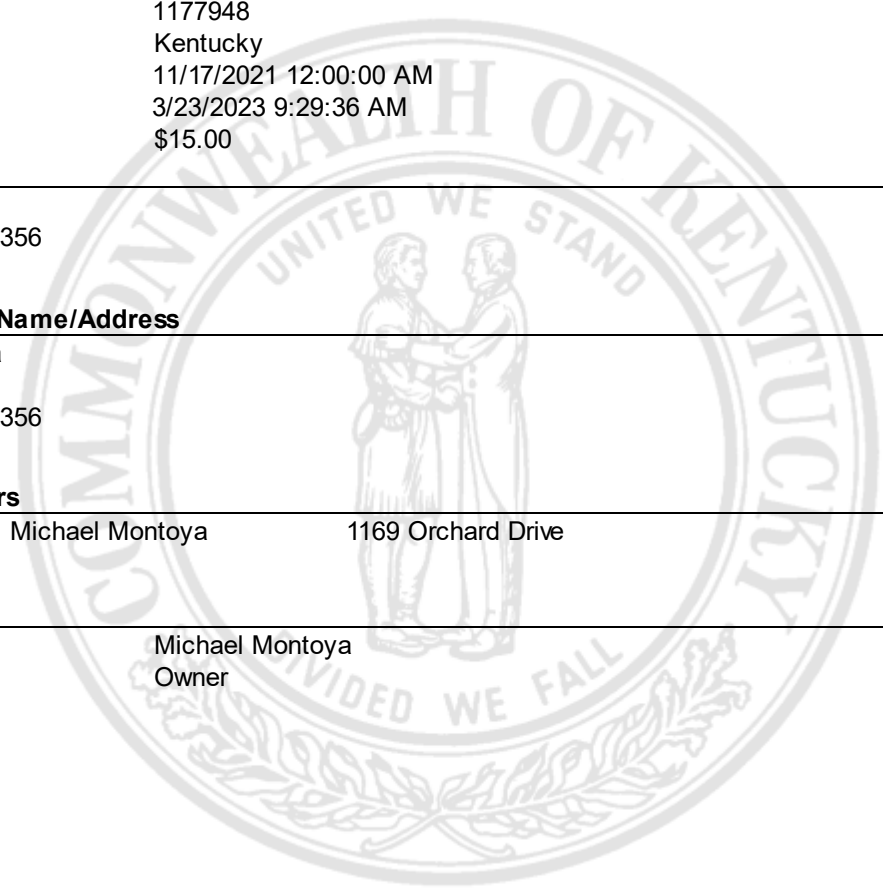 1177948
Kentucky
11/17/2021 12:00:00 AM
3/23/2023 9:29:36 AM
$15.00
356
Name/Address
356
rs
Michael Montoya 1169 Orchard Drive
Michael Montoya
Owner
COMMONWEALTH OF KENTUCKY
UNITED WE STAND
DIVIDED WE FALL